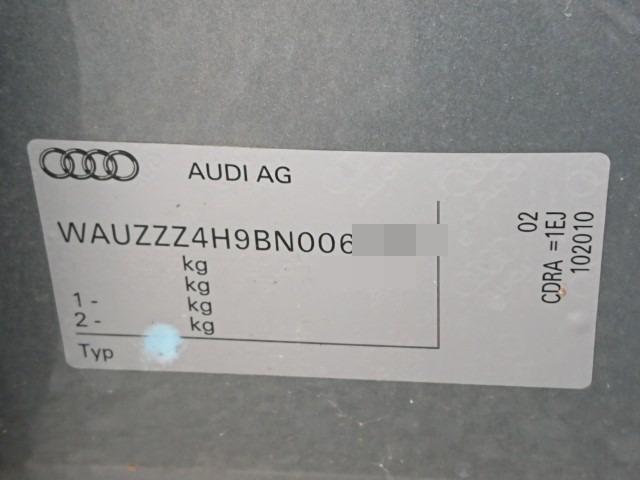 AUDI AG
WAUZZZ4H9BN006
kg
kg
1 - kg
2 - kg
Typ
02
CDRA =1EJ
102010